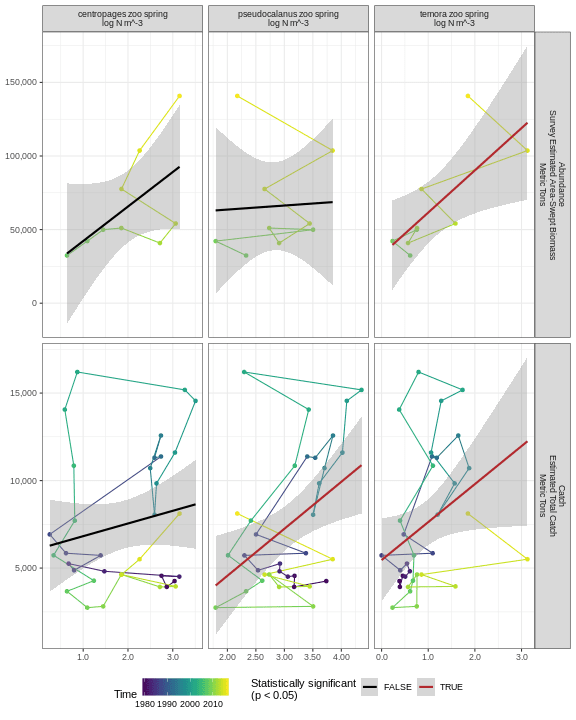 centropages zoo spring
log N m^-3
pseudocalanus zoo spring
log N m^-3
temora zoo spring
log N m^-3
150,000
100,000
50,000
0
Abundance
Survey Estimated Area-Swept Biomass
Metric Tons
15,000
10,000
5,000
Catch
Estimated Total Catch
Metric Tons
1.0 2.0 3.0
2.00 2.50 3.00 3.50 4.00
0.0 1.0 2.0 3.0
Time
1980 1990 2000 2010
Statistically significant
(p < 0.05)
FALSE
TRUE